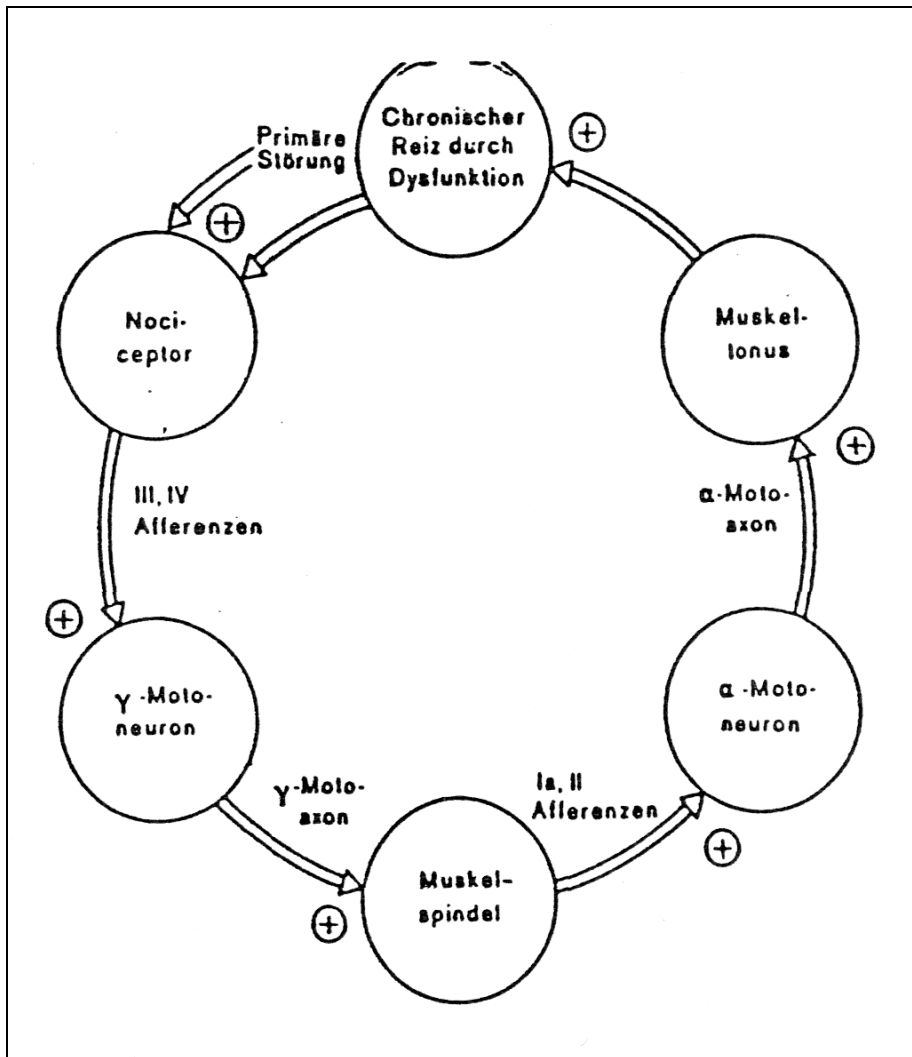 Chronischer
Reiz durch
Dysfunktion
Primäre
Störung
+
+
Noci-
ceptor
Muskel-
tonus
III, IV
Afferenzen
+
α-Moto-
axon
+
γ-Moto-
neuron
α-Moto-
neuron
γ-Moto-
axon
Ia, II
Afferenzen
+
+
Muskel-
spindel